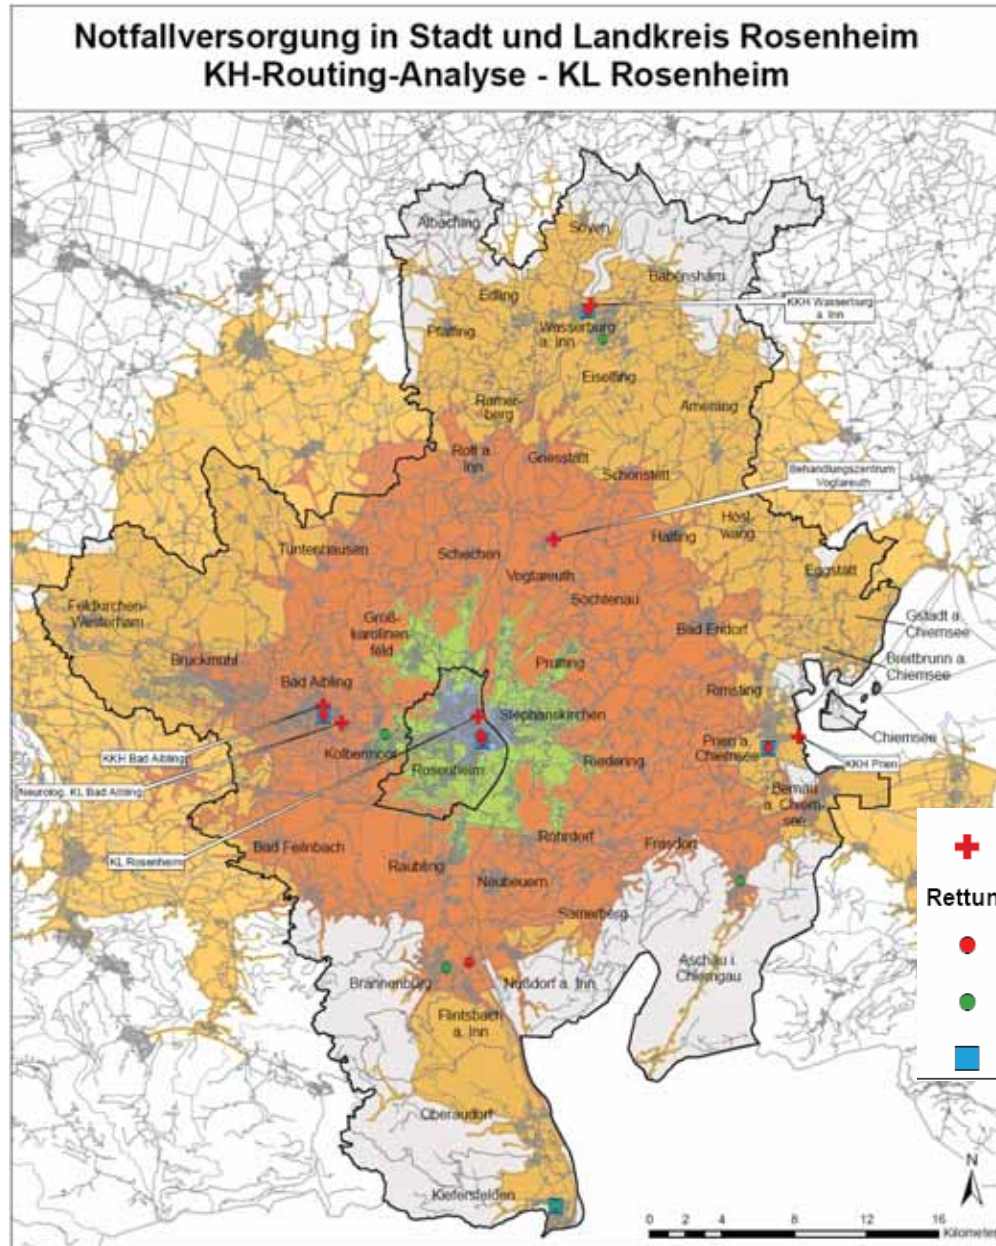 Notfallversorgung in Stadt und Landkreis Rosenheim
KH-Routing-Analyse - KL Rosenheim
Albaching
Soyen
Babensham
Edling
KKH Wasserburg
a. Inn
Pfaffing
Wasserburg
a. Inn
Eiselfing
Ramer-
berg
Amerang
Rott a.
Inn
Griesstätt
Schonstett
Behandlungszentrum
Vogtareuth
Höslwang
Halfing
Tuntenhausen
Schechen
Vogtareuth
Eggstätt
Söchtenau
Feldkirchen-
Westerham
Groß-
karolinen
feld
Bad Endorf
Gstadt a
Chiemsee
Breitbrunn a
Chiemsee
Bruckmühl
Prutting
Bad Aibling
Rimsting
Stephanskirchen
Chiemsee
KKH Bad Aibling
Kolbermoor
Prien a
Chiemsee
KKH Prien
Rosenheim
Riedering
Neurolog. KL Bad Aibling
Bernau
a. Chiem-
see
Rohrdorf
Frasdorf
KL Rosenheim
Bad Feilnbach
Raubling
Neubeuern
Samerberg
Rettun
Aschau i.
Chiemgau
Brannenburg
Nußdorf a. Inn
Flintsbach
a. Inn
Oberaudorf
Kiefersfelden
N
0 2 4 8 12 16
Kilometer